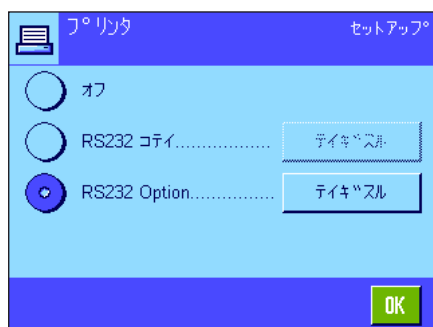 プリンタ
セットアップ
オフ
RS232 コテイ................. テイギスル
RS232 Option............... テイギスル
OK